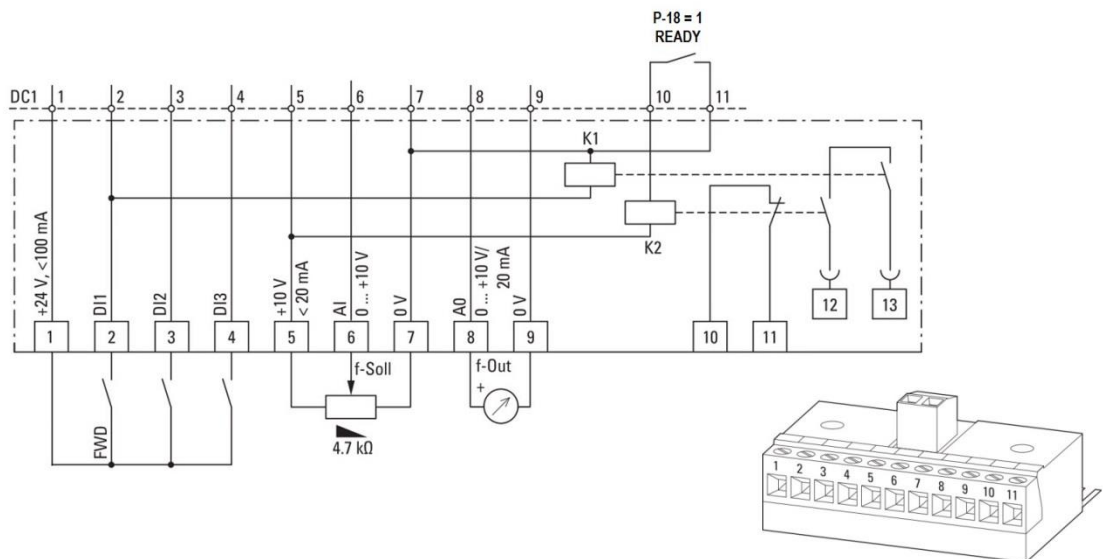 P-18 = 1
READY
DC1 1 2 3 4 5 6 7 8 9 10 11
K1
K2
+24 V, <100 mA
DI1
DI2
DI3
+10 V
< 20 mA
AI
0 ... +10 V
0 V
A0
0 ... +10 V/
20 mA
0 V
12 13
1 2 3 4 5 6 7 8 9 10 11
f-Soll
f-Out
+
FWD
4.7 kΩ
1 2 3 4 5 6 7 8 9 10 11